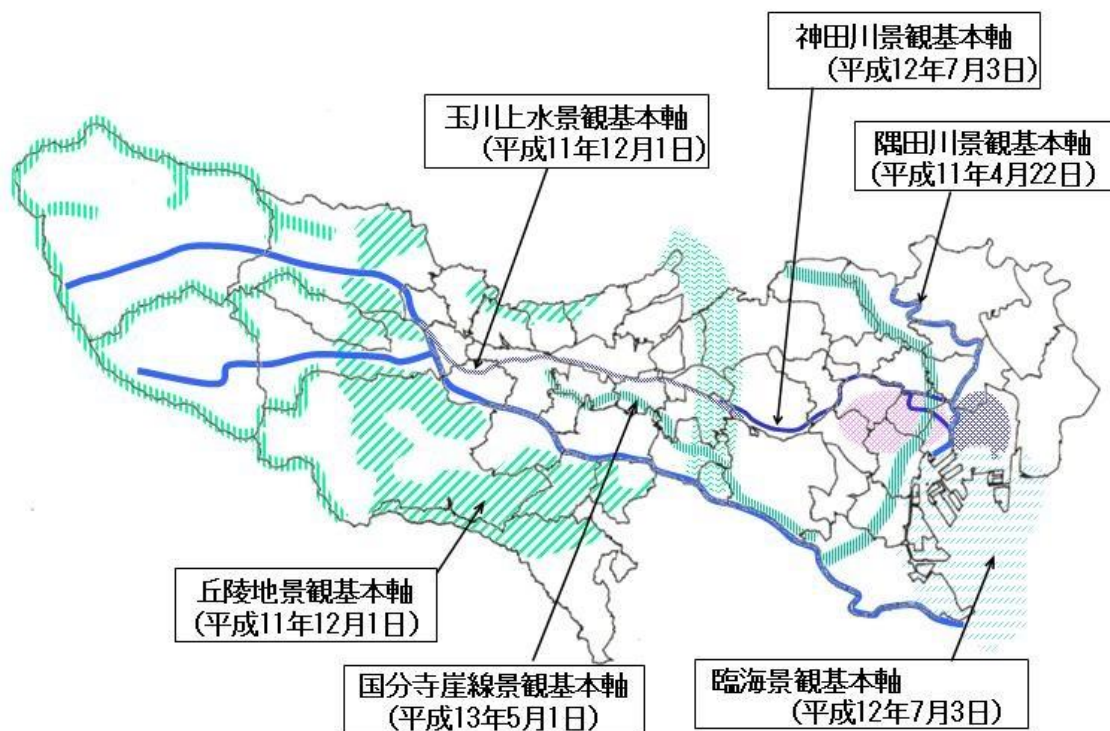 神田川景観基本軸
(平成12年7月3日)
玉川上水景観基本軸
(平成11年12月1日)
隅田川景観基本軸
(平成11年4月22日)
丘陵地景観基本軸
(平成11年12月1日)
国分寺崖線景観基本軸
(平成13年5月1日)
臨海景観基本軸
(平成12年7月3日)